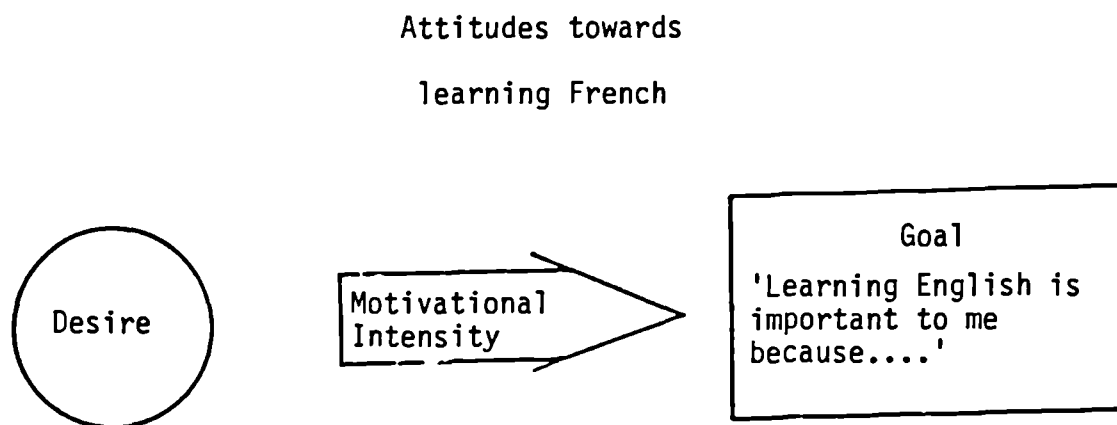 Attitudes towards
learning French
Desire
Motivational
Intensity
Goal
'Learning English is
important to me
because....'